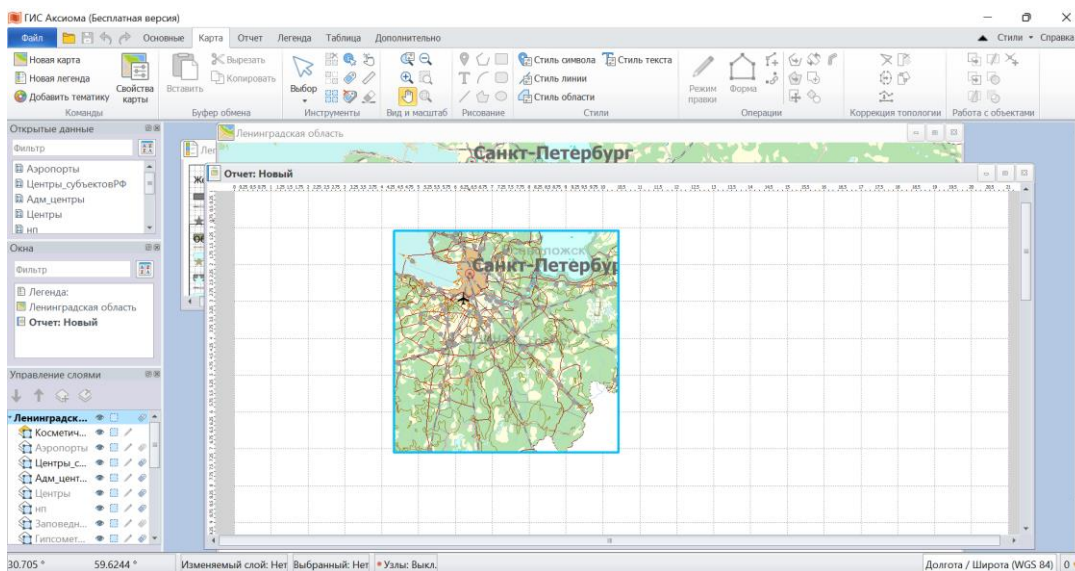 ГИС Аксиома (Бесплатная версия)
Файл Основные Карта Отчет Легенда Таблица Дополнительно Стили Справка
Новая карта
Новая легенда
Добавить тематику
Свойства карты
Команды
Вставить
Вырезать
Копировать
Буфер обмена
Выбор
Инструменты
Вид и масштаб
Рисование
Стиль символа Стиль текста
Стиль линии
Стиль области
Стили
Режим правки
Форма
Операции
Коррекция топологии
Работа с объектами
Открытые данные
Фильтр
Аэропорты
Центры_субъектовРФ
Адм_центры
Центры
нп
Окна
Фильтр
Легенда:
Ленинградская область
Отчет: Новый
Управление слоями
Ленинградск...
Косметич...
Аэропорты
Центры_с...
Адм_цент...
Центры
нп
Заповедн...
Гипсомет...
Ленинградская область
Санкт-Петербург
Отчет: Новый
Санкт-Петербур
30.705 ° 59.6244 ° Изменяемый слой: Нет Выбранный: Нет Узлы: Выкл. Долгота / Широта (WGS 84) 0